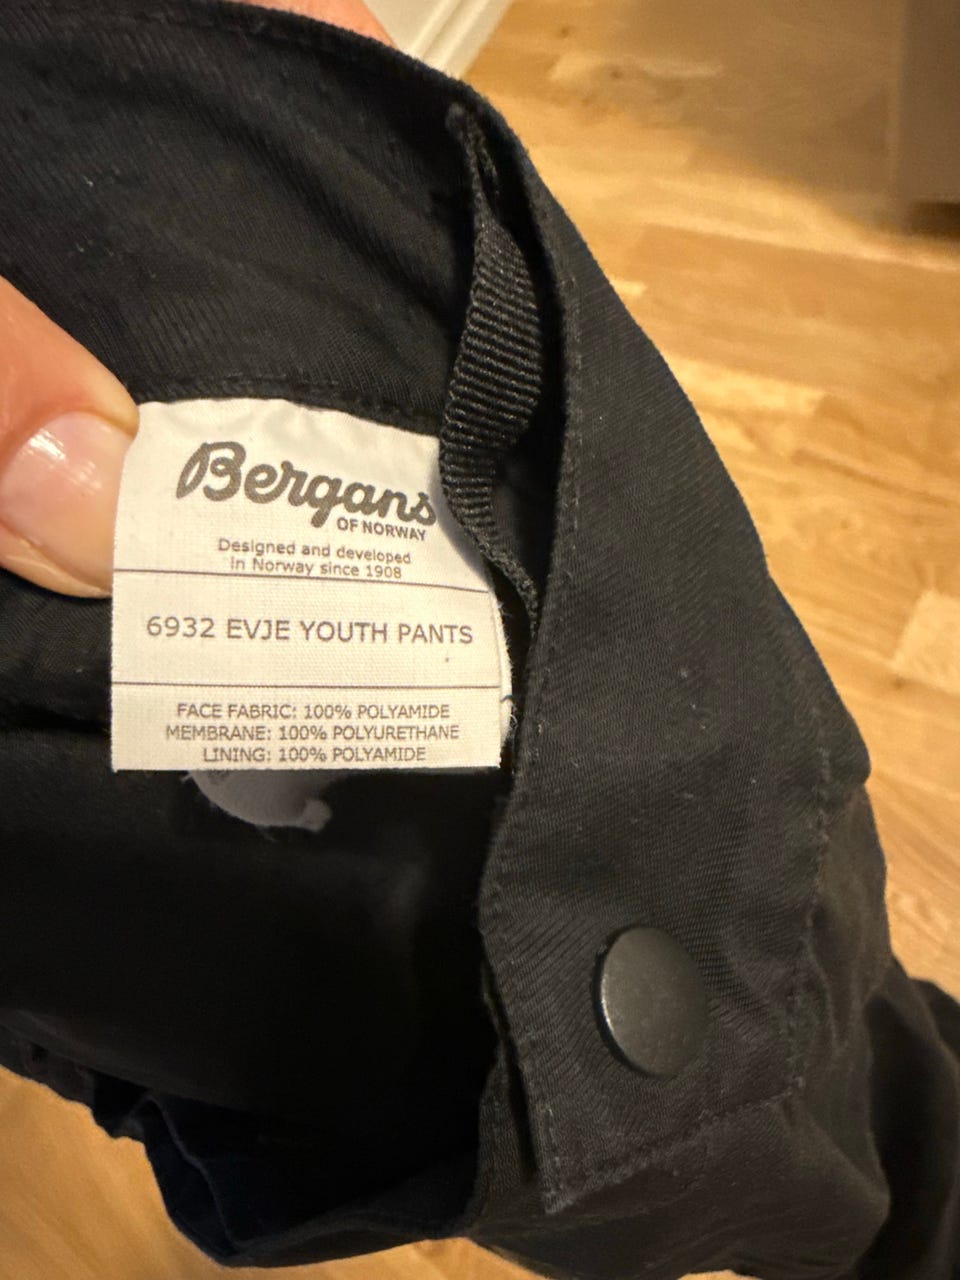 Bergans
OF NORWAY
Designed and developed
in Norway since 1908
6932 EVJE YOUTH PANTS
FACE FABRIC: 100% POLYAMIDE
MEMBRANE: 100% POLYURETHANE
LINING: 100% POLYAMIDE